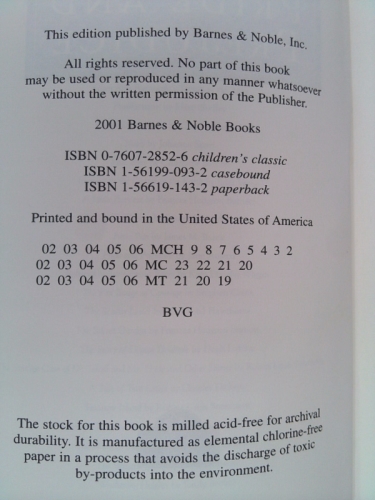 This edition published by Barnes & Noble, Inc.
All rights reserved. No part of this book
may be used or reproduced in any manner whatsoever
without the written permission of the Publisher.
2001 Barnes & Noble Books
ISBN 0-7607-2852-6 children's classic
ISBN 1-56199-093-2 casebound
ISBN 1-56619-143-2 paperback
Printed and bound in the United States of America
02 03 04 05 06 MCH 9 8 7 6 5 4 3 2
02 03 04 05 06 MC 23 22 21 20
02 03 04 05 06 MT 21 20 19
BVG
The stock for this book is milled acid-free for archival
durability. It is manufactured as elemental chlorine-free
paper in a process that avoids the discharge of toxic
by-products into the environment.